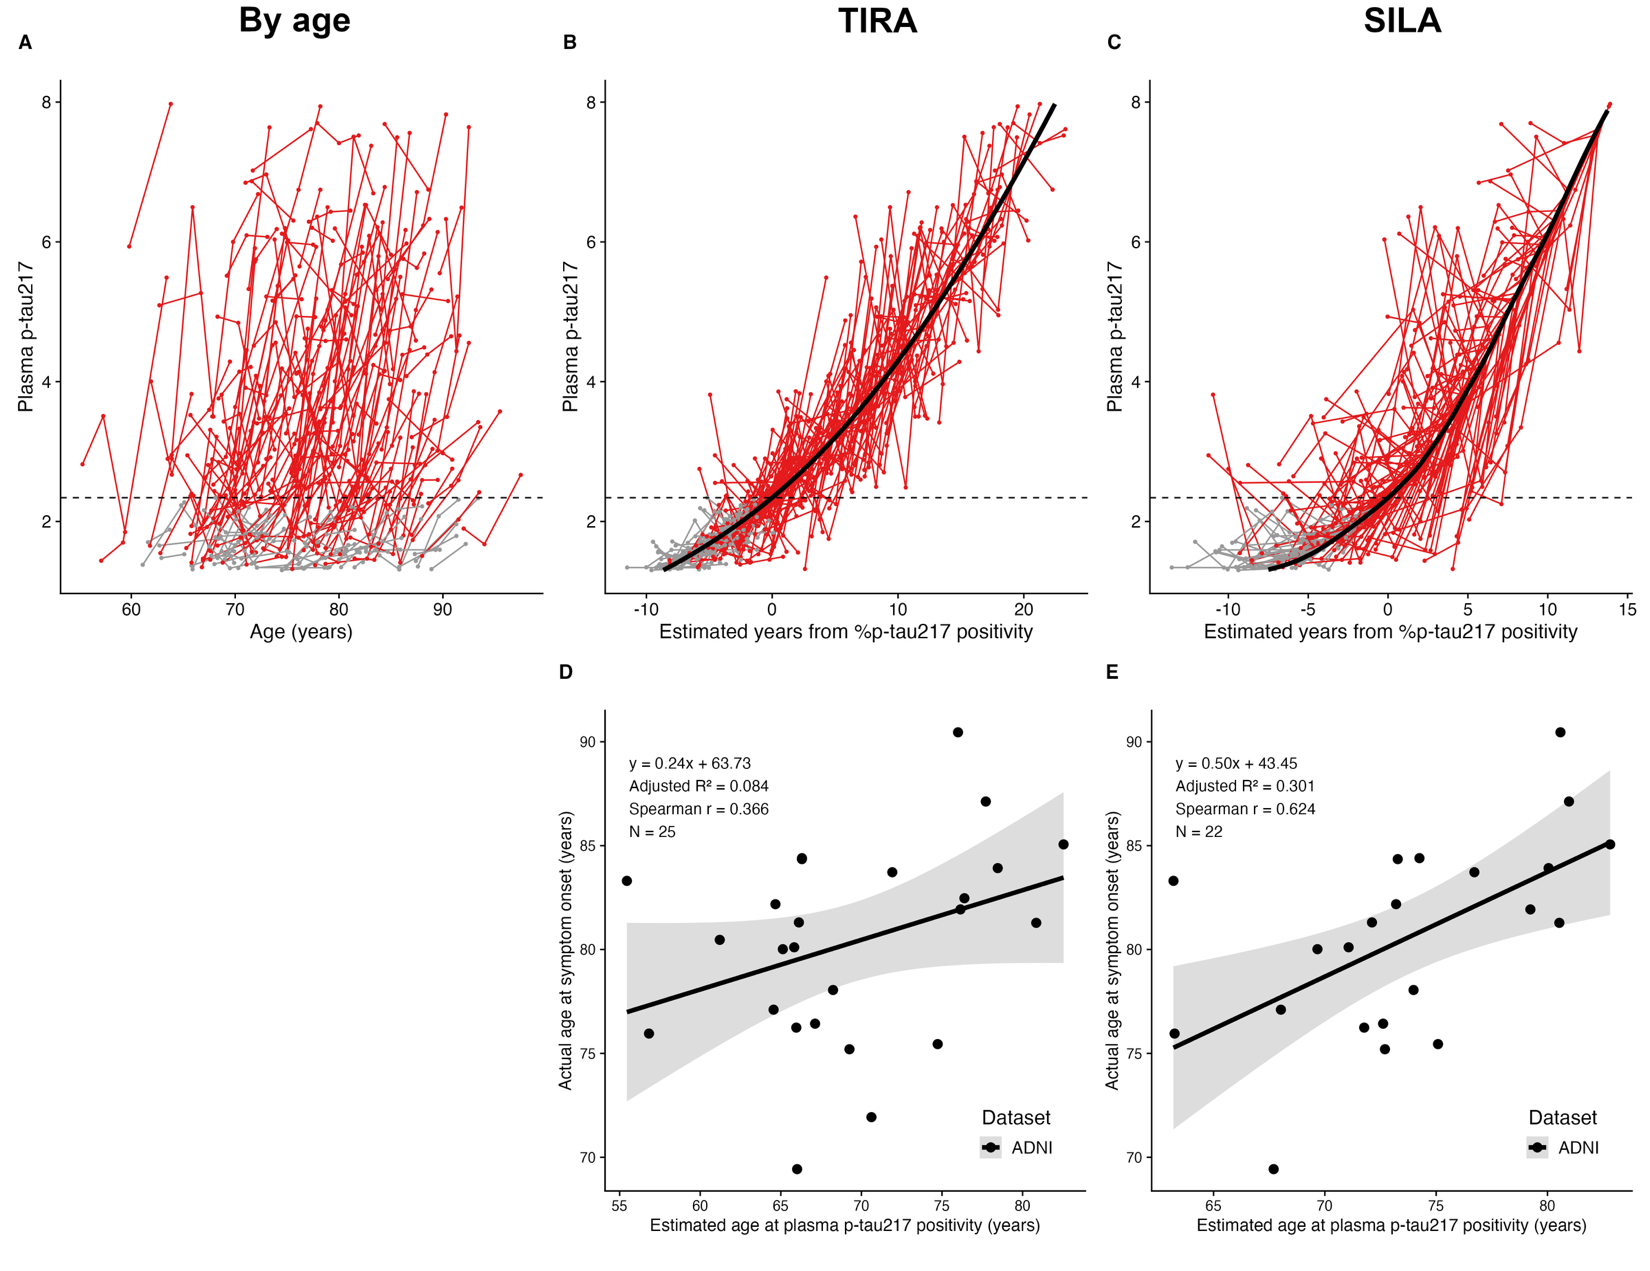 By age
TIRA
SILA
A
B
C
8
6
4
2
Plasma p-tau217
60
70
80
90
Age (years)
8
6
4
2
Plasma p-tau217
-10
0
10
20
Estimated years from %p-tau217 positivity
8
6
4
2
Plasma p-tau217
-10
-5
0
5
10
15
Estimated years from %p-tau217 positivity
D
E
90
85
80
75
70
Actual age at symptom onset (years)
y = 0.24x + 63.73
Adjusted R² = 0.084
Spearman r = 0.366
N = 25
Dataset
ADNI
55
60
65
70
75
80
Estimated age at plasma p-tau217 positivity (years)
90
85
80
75
70
Actual age at symptom onset (years)
y = 0.50x + 43.45
Adjusted R² = 0.301
Spearman r = 0.624
N = 22
Dataset
ADNI
65
70
75
80
Estimated age at plasma p-tau217 positivity (years)